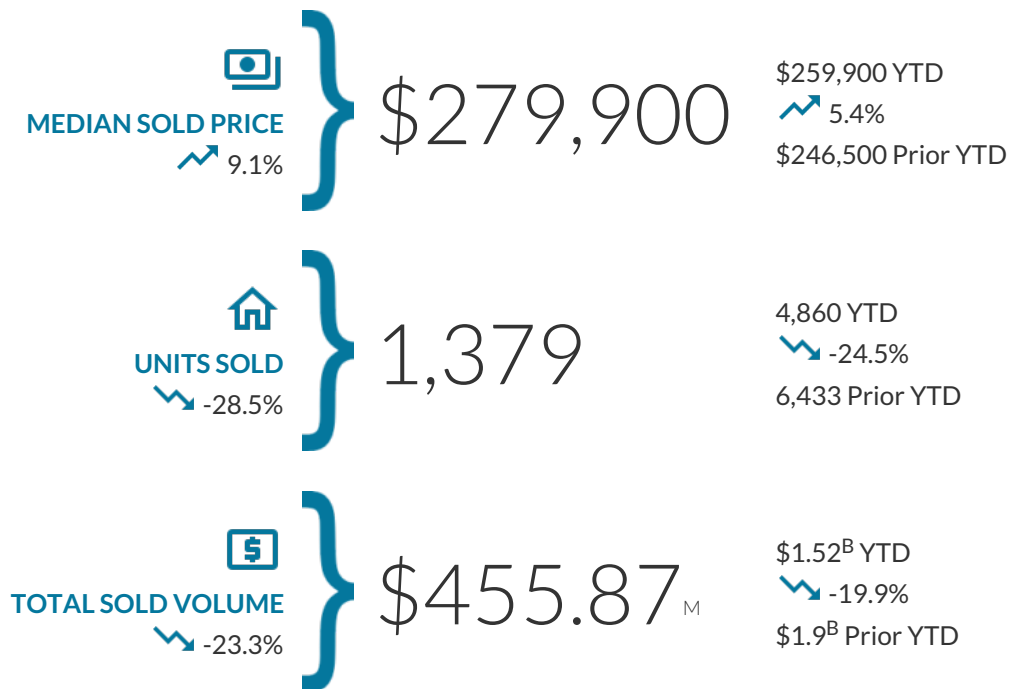 MEDIAN SOLD PRICE
9.1%
$279,900
$259,900 YTD
5.4%
$246,500 Prior YTD
UNITS SOLD
-28.5%
1,379
4,860 YTD
-24.5%
6,433 Prior YTD
$
TOTAL SOLD VOLUME
-23.3%
$455.87 M
$1.52B YTD
-19.9%
$1.9B Prior YTD